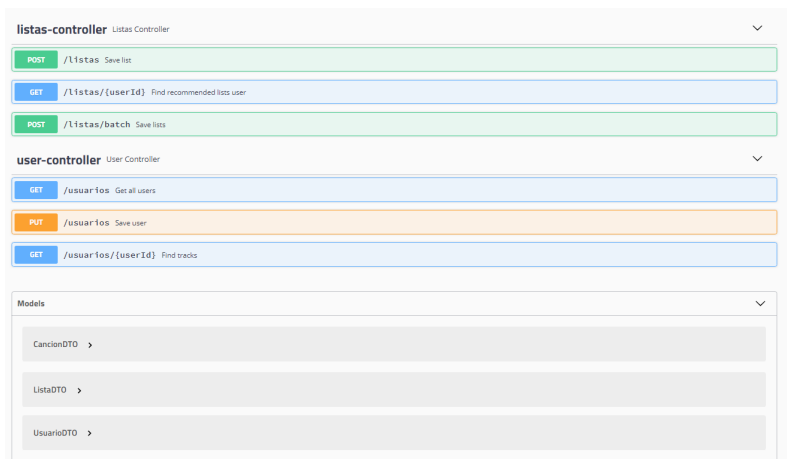 listas-controller Listas Controller
POST /listas Save list
GET /listas/{userId} Find recommended lists user
POST /listas/batch Save lists
user-controller User Controller
GET /usuarios Get all users
PUT /usuarios Save user
GET /usuarios/{userId} Find tracks
Models
CancionDTO
ListaDTO
UsuarioDTO